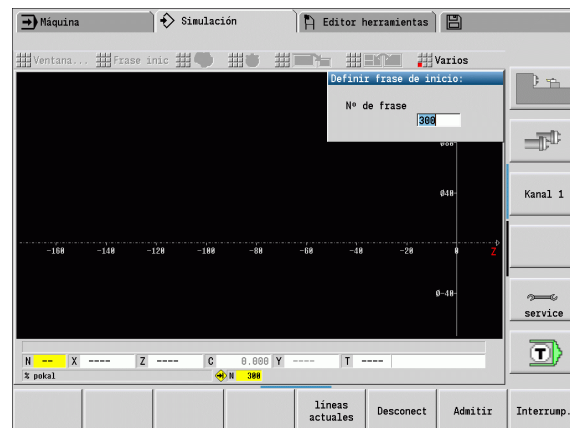 Máquina
Simulación
Editor herramientas
Ventana...
Frase inic
Varios
Definir frase de inicio:
Nº de frase
300
Ø40-
Kanal 1
-160 -140 -120 -100 -80 -60 -40 -20 0 Z
Ø-40-
service
N -- X ---- Z ---- C 0.000 Y ---- T ----
% pokal
N 300
T
líneas actuales
Desconect
Admitir
Interrump.